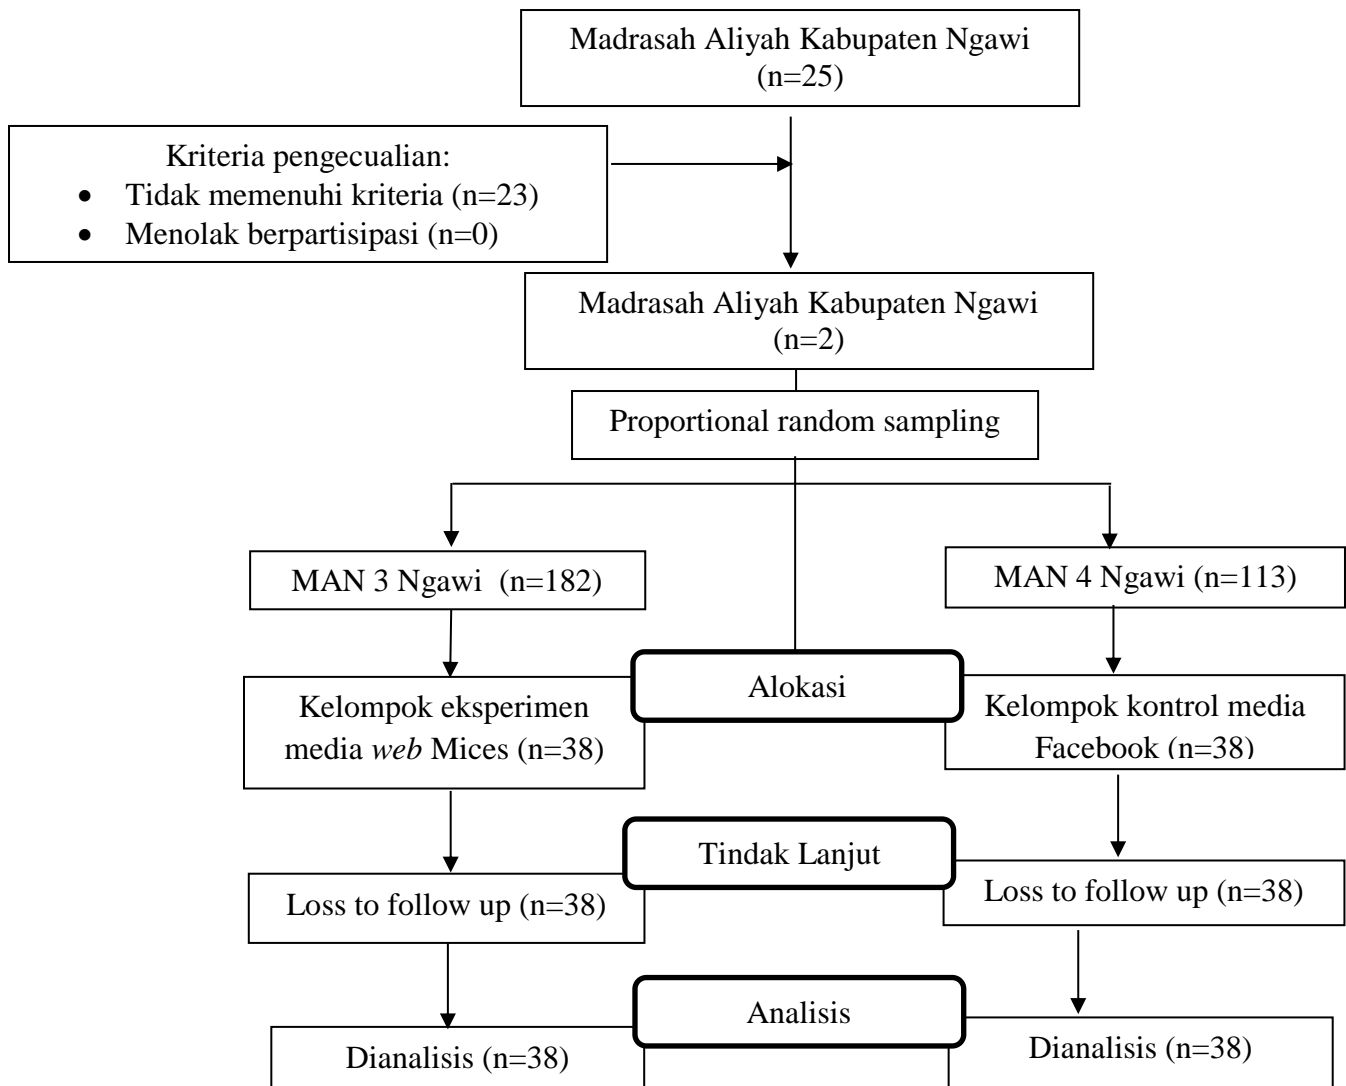 Madrasah Aliyah Kabupaten Ngawi
(n=25)
Kriteria pengecualian:
• Tidak memenuhi kriteria (n=23)
• Menolak berpartisipasi (n=0)
Madrasah Aliyah Kabupaten Ngawi
(n=2)
Proportional random sampling
MAN 3 Ngawi (n=182)
MAN 4 Ngawi (n=113)
Alokasi
Kelompok eksperimen
media web Mices (n=38)
Kelompok kontrol media
Facebook (n=38)
Tindak Lanjut
Loss to follow up (n=38)
Loss to follow up (n=38)
Analisis
Dianalisis (n=38)
Dianalisis (n=38)